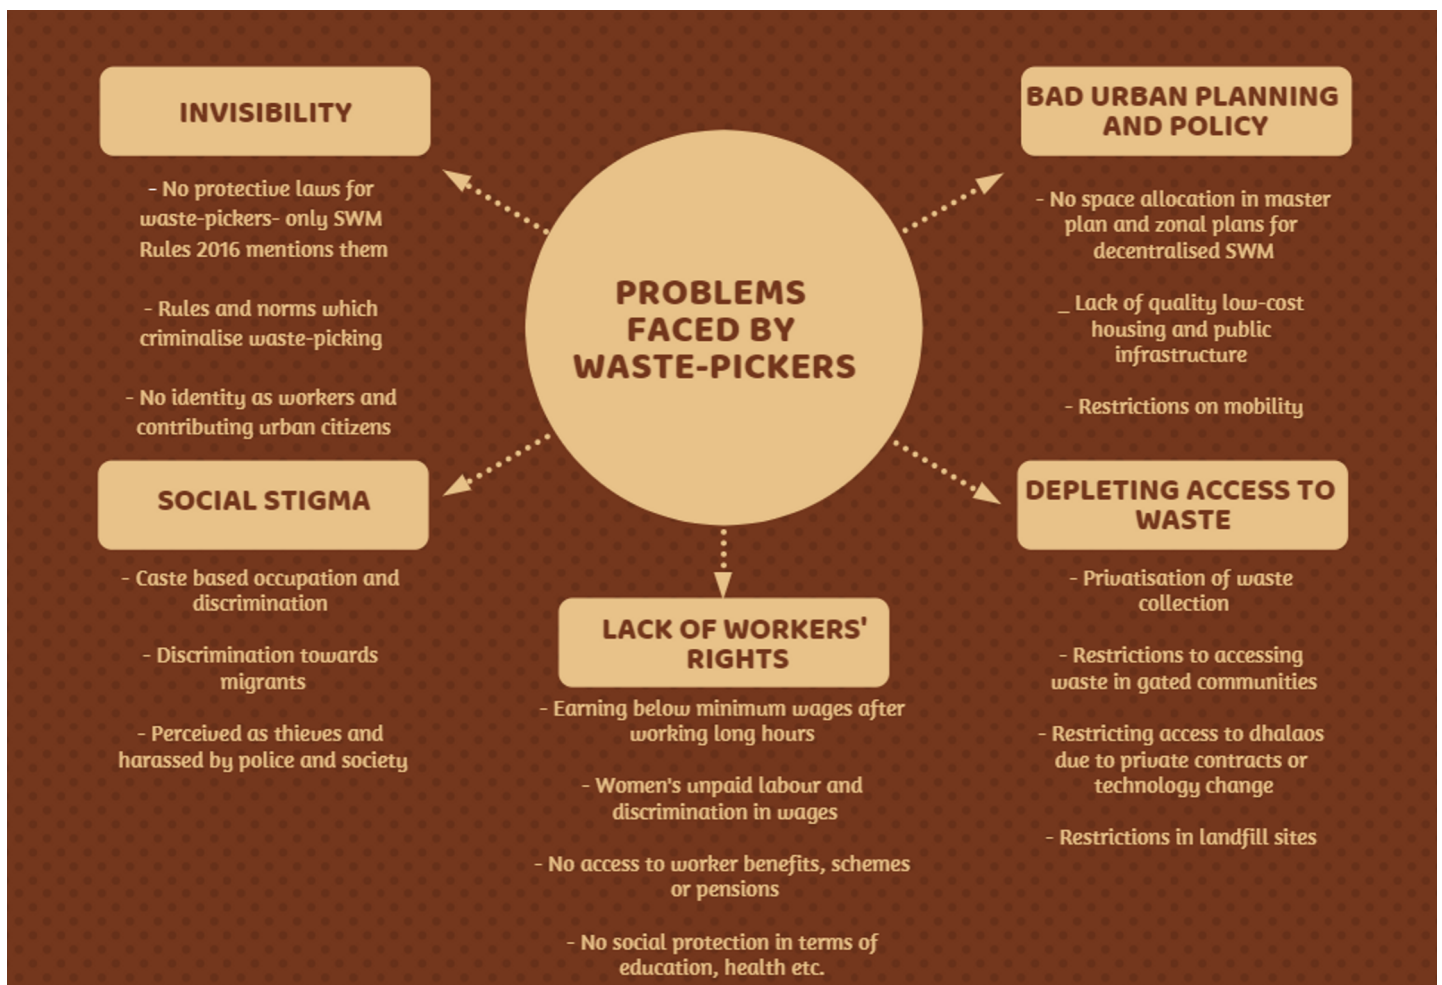 PROBLEMS
FACED BY
WASTE-PICKERS
INVISIBILITY
- No protective laws for
waste-pickers- only SWM
Rules 2016 mentions them
- Rules and norms which
criminalise waste-picking
- No identity as workers and
contributing urban citizens
SOCIAL STIGMA
- Caste based occupation and
discrimination
- Discrimination towards
migrants
- Perceived as thieves and
harassed by police and society
LACK OF WORKERS'
RIGHTS
- Earning below minimum wages after
working long hours
- Women's unpaid labour and
discrimination in wages
- No access to worker benefits, schemes
or pensions
- No social protection in terms of
education, health etc.
BAD URBAN PLANNING
AND POLICY
- No space allocation in master
plan and zonal plans for
decentralised SWM
_ Lack of quality low-cost
housing and public
infrastructure
- Restrictions on mobility
DEPLETING ACCESS TO
WASTE
- Privatisation of waste
collection
- Restrictions to accessing
waste in gated communities
- Restricting access to dhalaos
due to private contracts or
technology change
- Restrictions in landfill sites